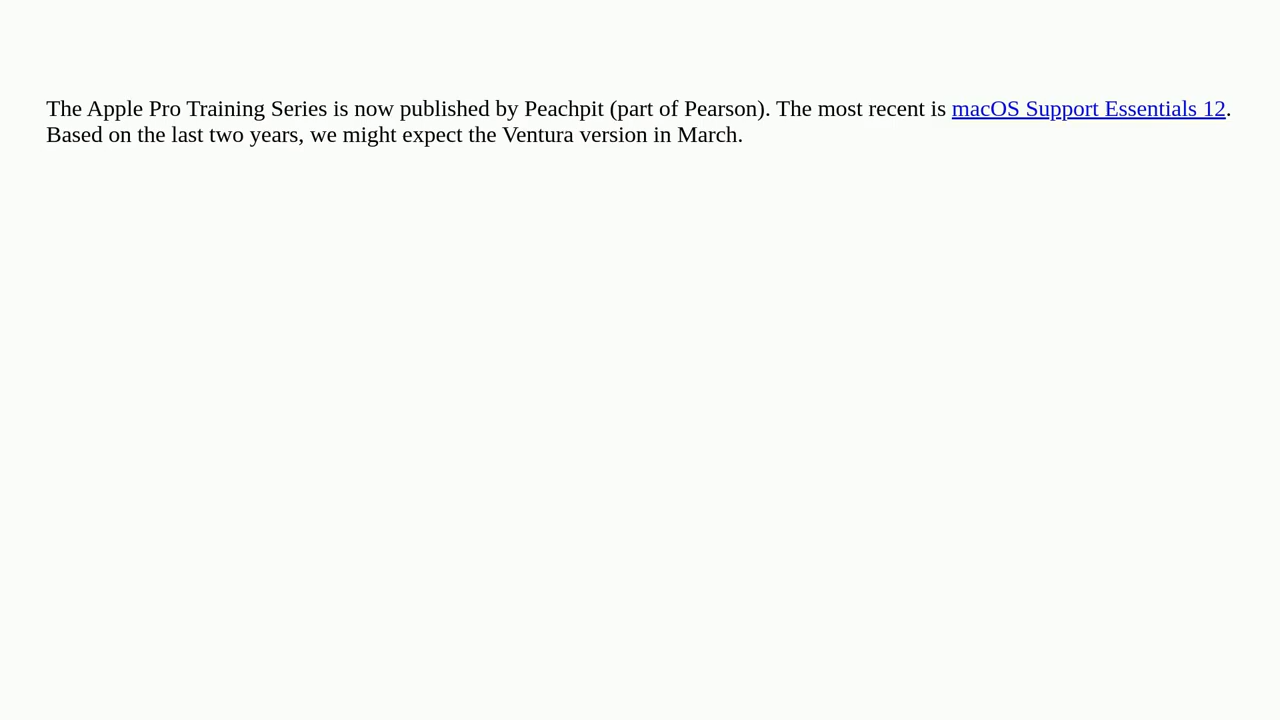 The Apple Pro Training Series is now published by Peachpit (part of Pearson). The most recent is macOS Support Essentials 12.
Based on the last two years, we might expect the Ventura version in March.